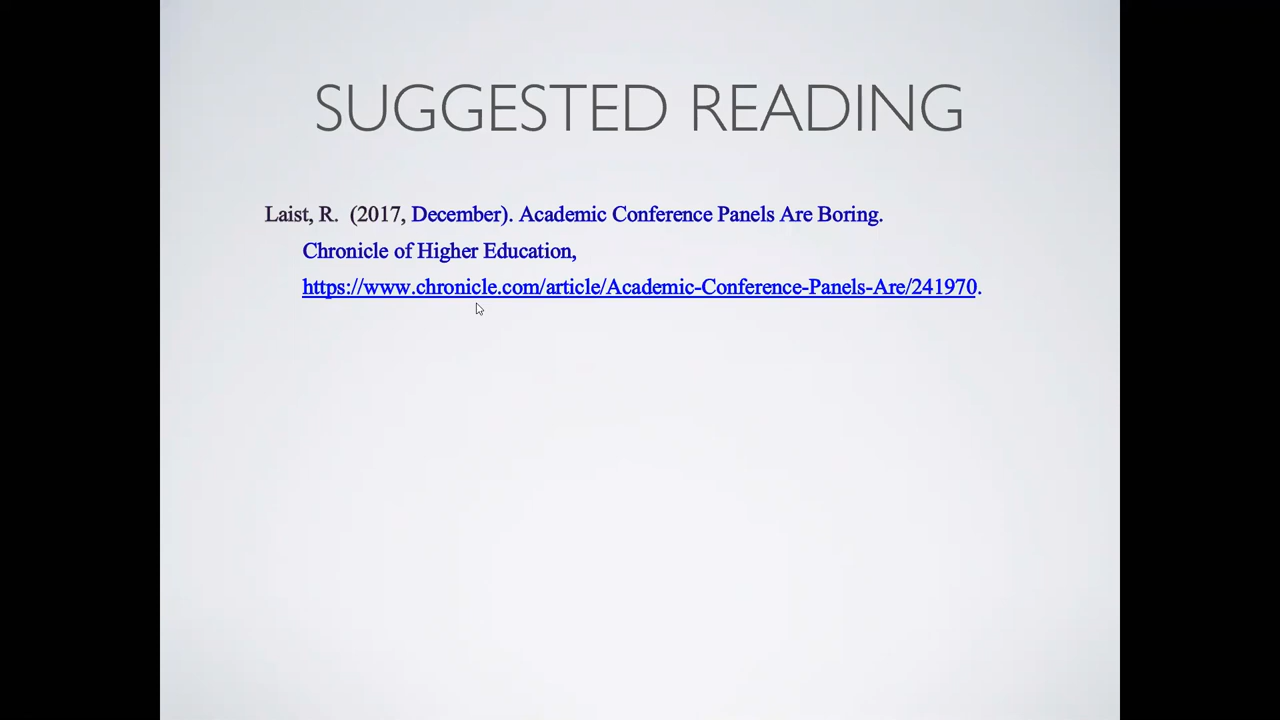 SUGGESTED READING
Laist, R. (2017, December). Academic Conference Panels Are Boring.
Chronicle of Higher Education,
https://www.chronicle.com/article/Academic-Conference-Panels-Are/241970.